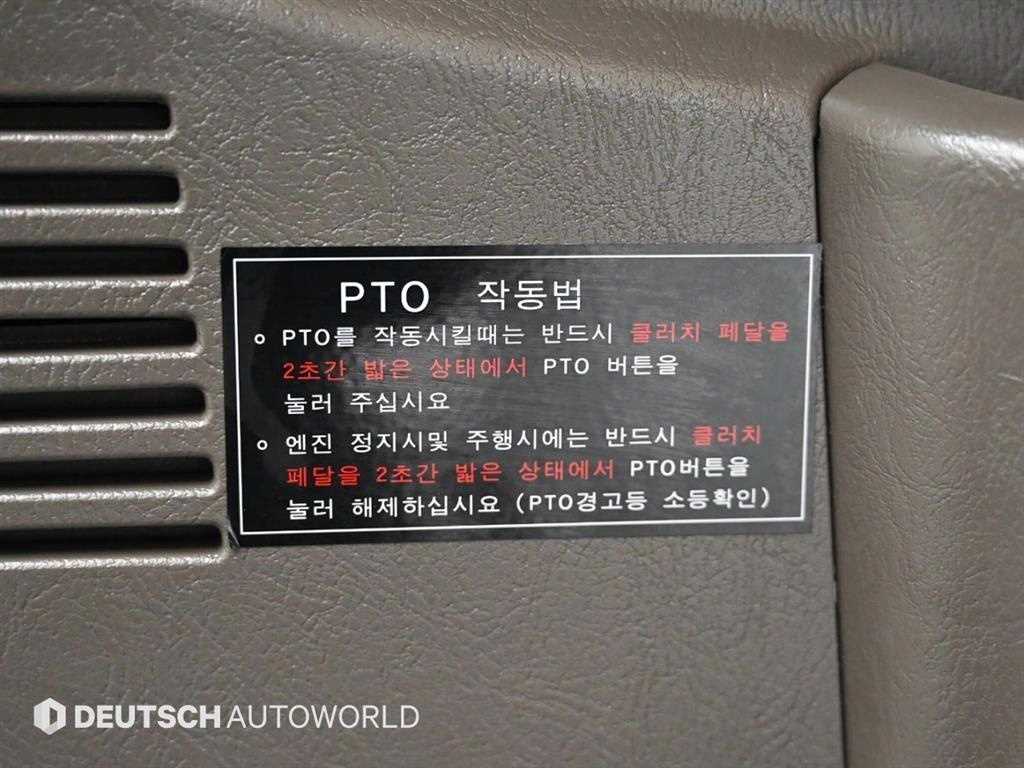 PTO 작동법
o PTO를 작동시킬때는 반드시 클러치 페달을
2초간 밟은 상태에서 PTO 버튼을
눌러 주십시요
o 엔진 정지시및 주행시에는 반드시 클러치
페달을 2초간 밟은 상태에서 PTO버튼을
눌러 해제하십시요 (PTO경고등 소등확인)
DEUTSCH AUTOWORLD